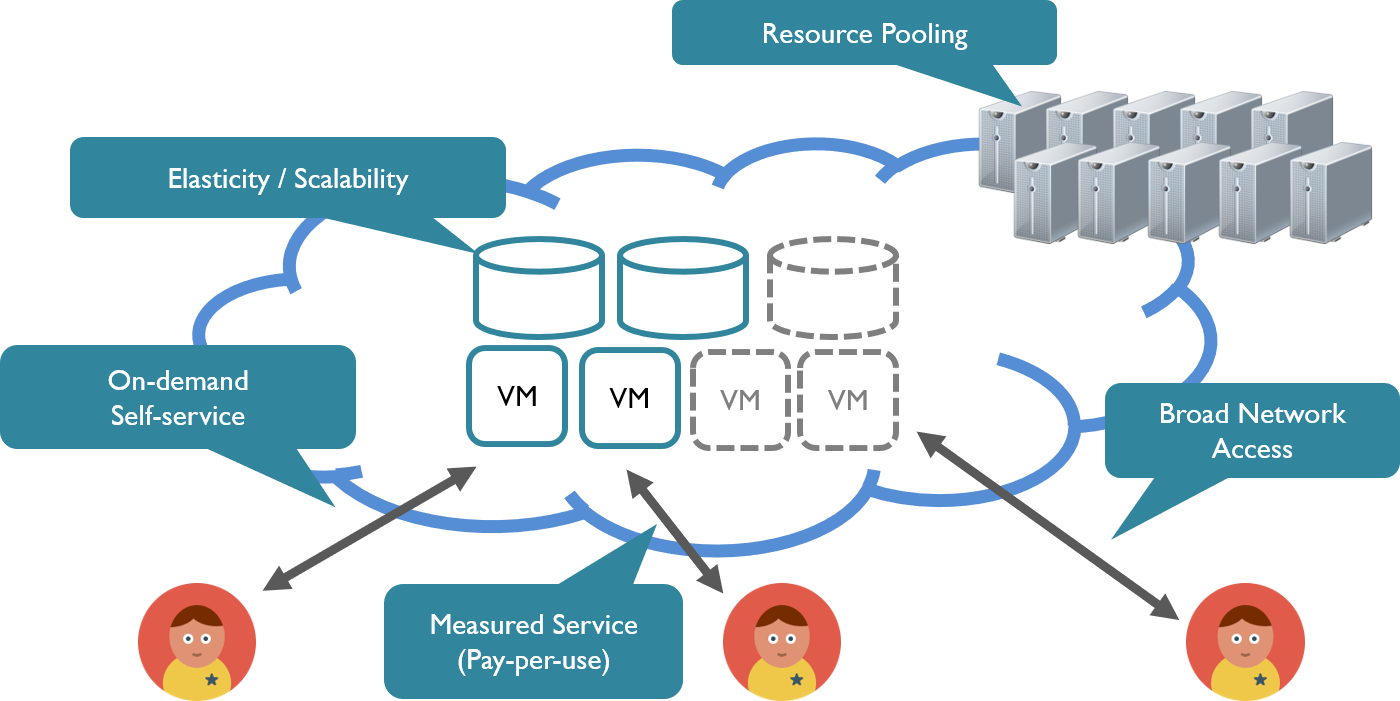 Resource Pooling
Elasticity / Scalability
On-demand
Self-service
VM
VM
VM
VM
Broad Network
Access
Measured Service
(Pay-per-use)